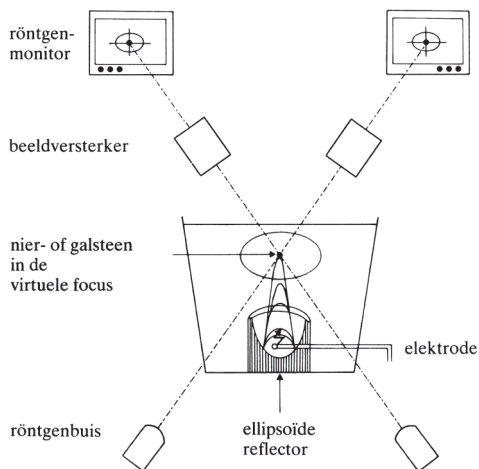 röntgen-
monitor
beeldversterker
nier- of galsteen
in de
virtuele focus
elektrode
röntgenbuis
ellipsoïde
reflector